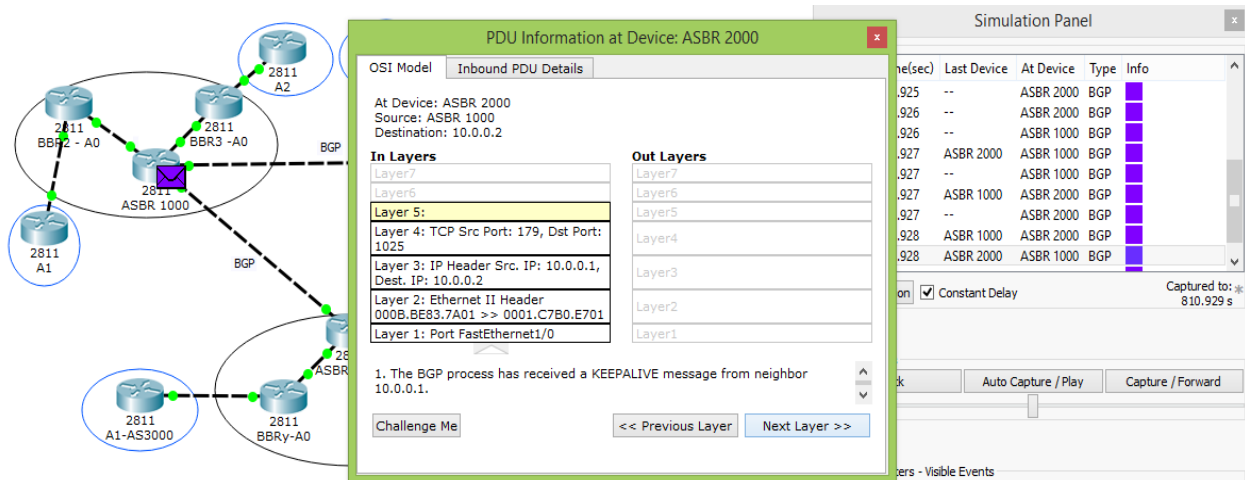 2811
A2
2811
BBR2 - A0
2811
BBR3 -A0
2811
ASBR 1000
2811
A1
BGP
BGP
ASBR
2811
A1-AS3000
2811
BBRy-A0
PDU Information at Device: ASBR 2000
x
OSI Model
Inbound PDU Details
At Device: ASBR 2000
Source: ASBR 1000
Destination: 10.0.0.2
In Layers
Layer7
Layer6
Layer 5:
Layer 4: TCP Src Port: 179, Dst Port:
1025
Layer 3: IP Header Src. IP: 10.0.0.1,
Dest. IP: 10.0.0.2
Layer 2: Ethernet II Header
000B.BE83.7A01 >> 0001.C7B0.E701
Layer 1: Port FastEthernet1/0
Out Layers
Layer7
Layer6
Layer5
Layer4
Layer3
Layer2
Layer1
1. The BGP process has received a KEEPALIVE message from neighbor
10.0.0.1.
Challenge Me
<< Previous Layer
Next Layer >>
Simulation Panel
x
ne(sec) Last Device At Device Type Info
.925 -- ASBR 2000 BGP
.926 -- ASBR 2000 BGP
.926 -- ASBR 1000 BGP
.927 ASBR 2000 ASBR 1000 BGP
.927 -- ASBR 1000 BGP
.927 ASBR 1000 ASBR 2000 BGP
.927 -- ASBR 2000 BGP
.928 ASBR 1000 ASBR 2000 BGP
.928 ASBR 2000 ASBR 1000 BGP
on
Constant Delay
Captured to:
810.929 s
*
Auto Capture / Play
Capture / Forward
ters - Visible Events